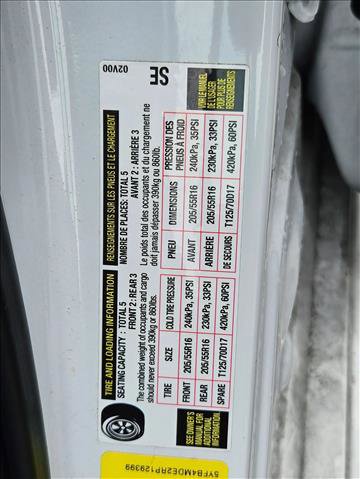 TIRE AND LOADING INFORMATION
SEATING CAPACITY : TOTAL 5
FRONT 2 : REAR 3
The combined weight of occupants and cargo
should never exceed 390kg or 860lbs.
TIRE SIZE COLD TIRE PRESSURE
FRONT 205/55R16 240kPa, 35PSI
REAR 205/55R16 230kPa, 33PSI
SPARE T125/70D17 420kPa, 60PSI
SEE OWNER'S
MANUAL FOR
ADDITIONAL
INFORMATION
RENSEIGNEMENTS SUR LES PNEUS ET LE CHARGEMENT
NOMBRE DE PLACES: TOTAL 5
AVANT 2 : ARRIÈRE 3
Le poids total des occupants et du chargement ne
doit jamais dépasser 390kg ou 860lb.
PNEU DIMENSIONS PRESSION DES
PNEUS À FROID
AVANT 205/55R16 240kPa, 35PSI
ARRIÈRE 205/55R16 230kPa, 33PSI
DE SECOURS T125/70D17 420kPa, 60PSI
VOIR LE MANUEL
DE L'USAGER
POUR PLUS DE
RENSEIGNEMENTS
02V00
SE
5YFB4MDE2RP129399